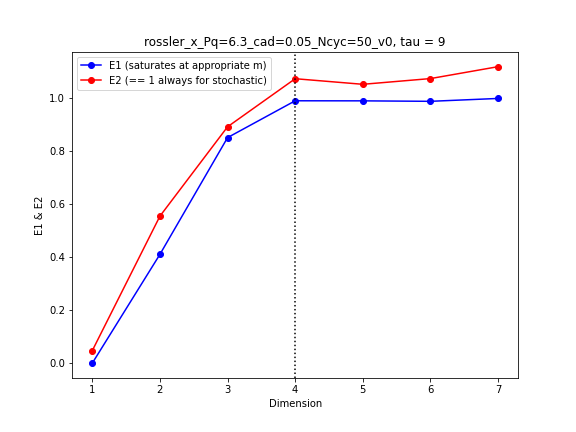 rossler_x_Pq=6.3_cad=0.05_Ncyc=50_v0, tau = 9
E1 (saturates at appropriate m)
E2 (== 1 always for stochastic)
1.0
0.8
0.6
0.4
0.2
0.0
E1 & E2
1 2 3 4 5 6 7
Dimension